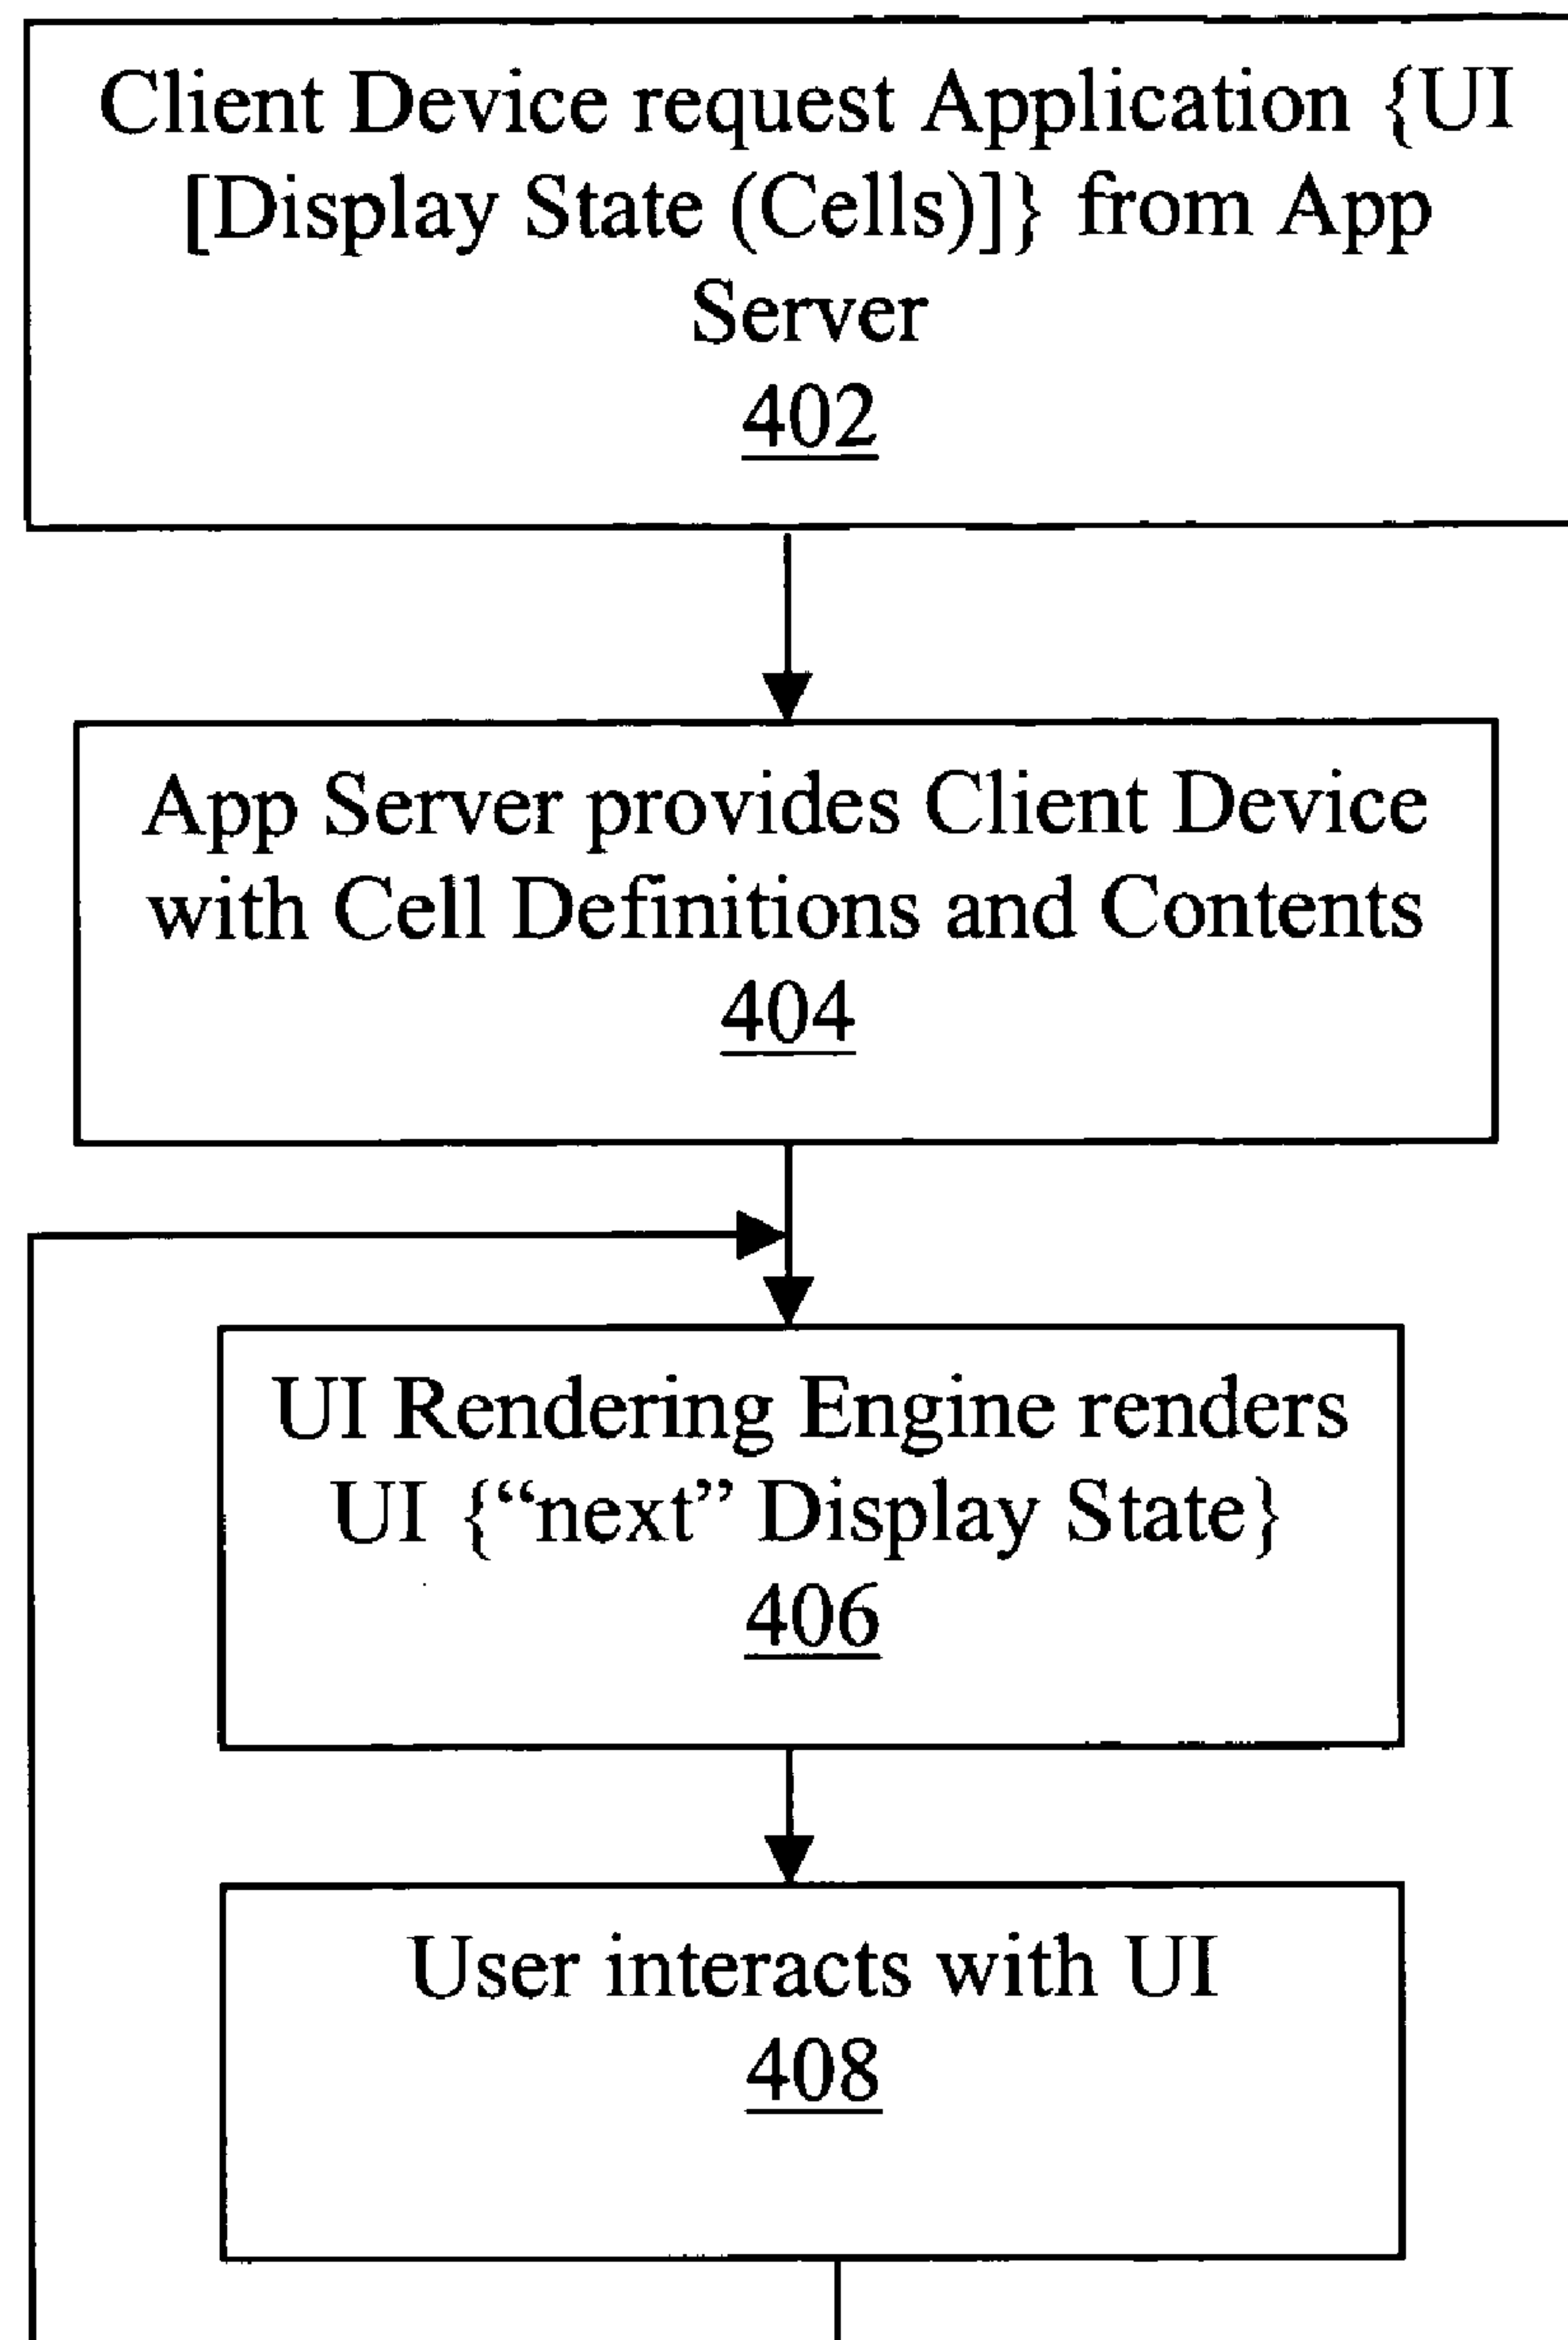 Client Device request Application {UI
[Display State (Cells)]} from App
Server
402
App Server provides Client Device
with Cell Definitions and Contents
404
UI Rendering Engine renders
UI {“next” Display State}
406
User interacts with UI
408